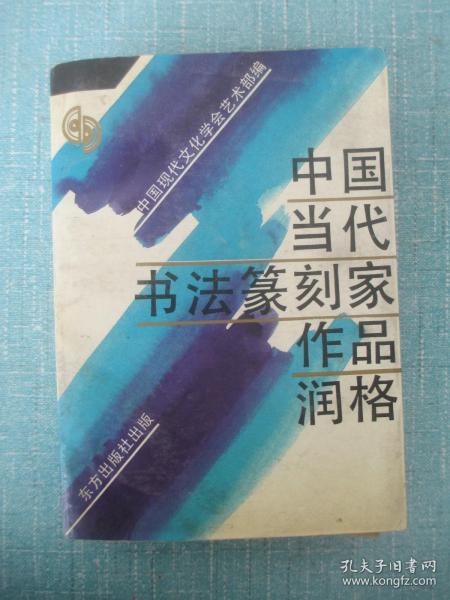 中国现代文化学会艺术部编
中国
当代
书法篆刻家
作品
润格
东方出版社出版
孔夫子旧书网
www.kongfz.com